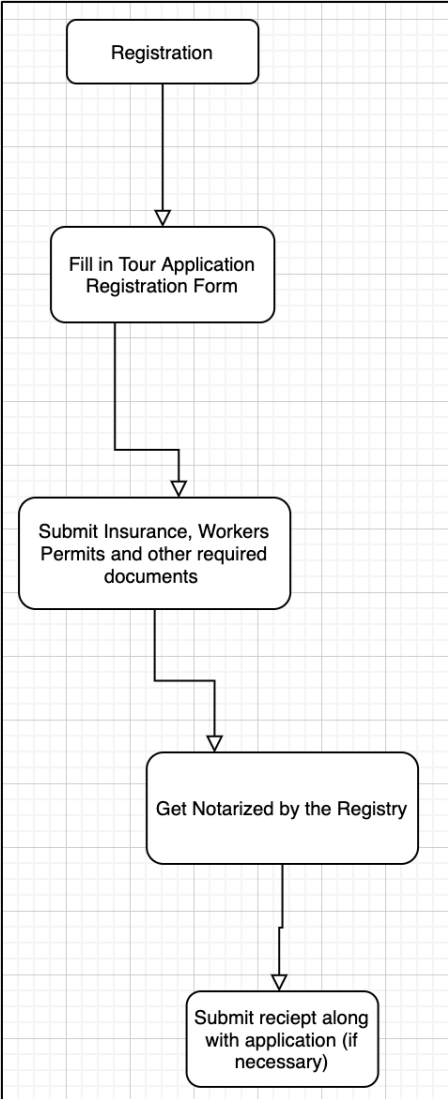 Registration
Fill in Tour Application
Registration Form
Submit Insurance, Workers
Permits and other required
documents
Get Notarized by the Registry
Submit reciept along
with application (if
necessary)